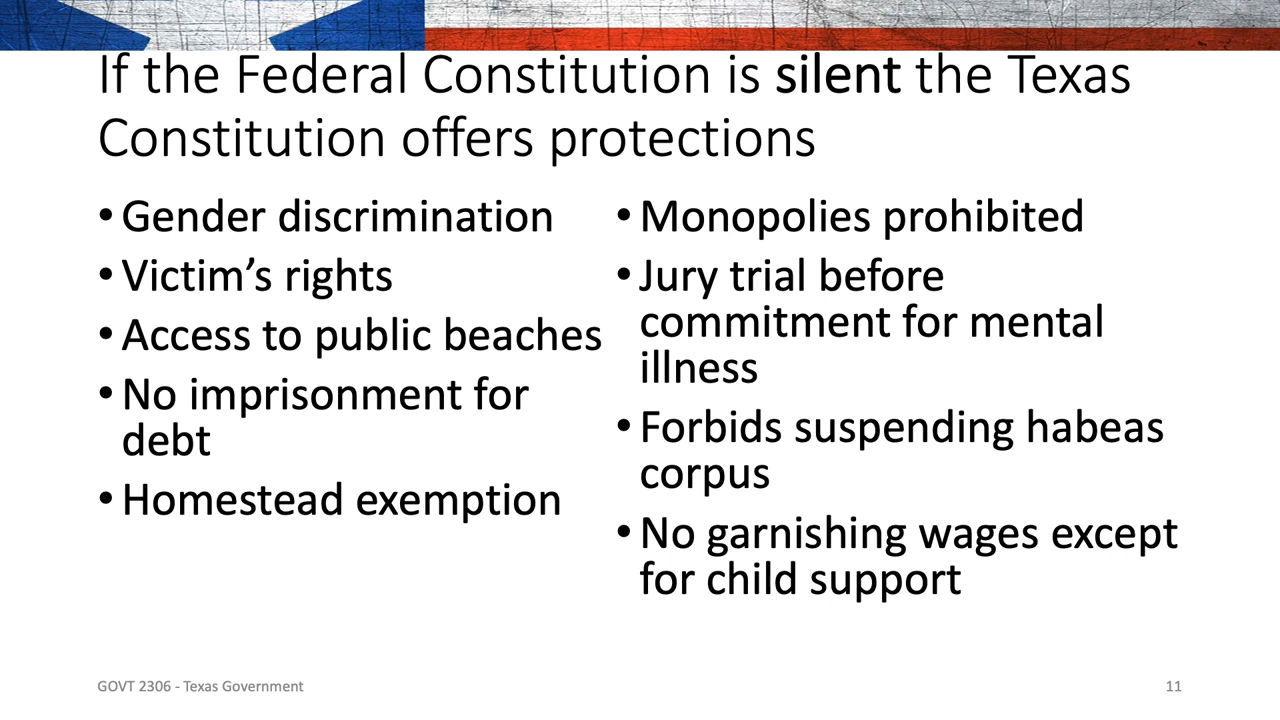 If the Federal Constitution is silent the Texas
Constitution offers protections
• Gender discrimination
• Victim’s rights
• Access to public beaches
• No imprisonment for
debt
• Homestead exemption
• Monopolies prohibited
• Jury trial before
commitment for mental
illness
• Forbids suspending habeas
corpus
• No garnishing wages except
for child support
GOVT 2306 - Texas Government
11